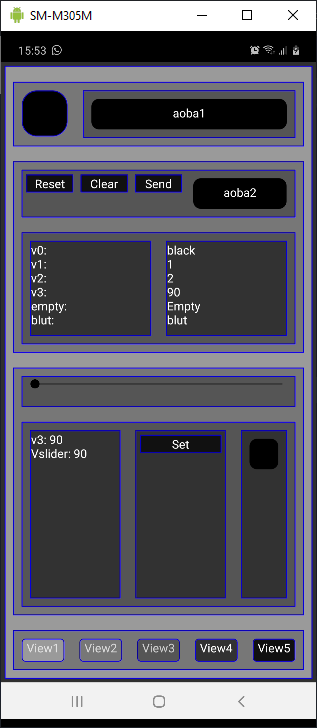 SM-M305M
15:53
aoba1
Reset Clear Send
aoba2
v0:
v1:
v2:
v3:
empty:
blut:
black
1
2
90
Empty
blut
v3: 90
Vslider: 90
Set
View1 View2 View3 View4 View5